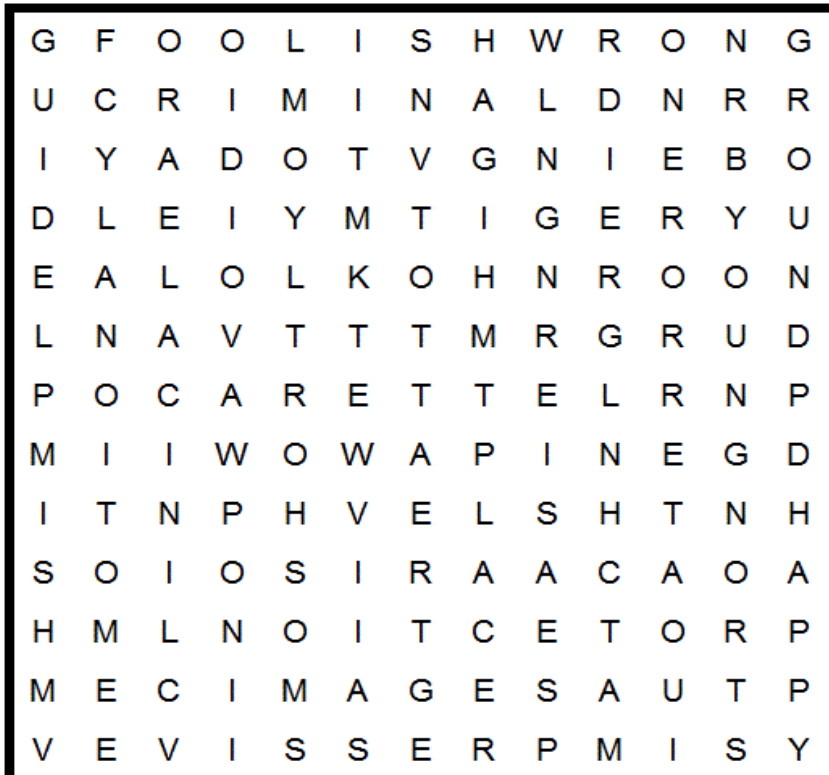 G F O O L I S H W R O N G
U C R I M I N A L D N R R
I Y A D O T V G N I E B O
D L E I Y M T I G E R Y U
E A L O L K O H N R O O N
L N A V T T T M R G R U D
P O C A R E T T E L R N P
M I I W O W A P I N E G D
I T N P H V E L S H T N H
S O I O S I R A A C A O A
H M L N O I T C E T O R P
M E C I M A G E S A U T P
V E V I S S E R P M I S Y